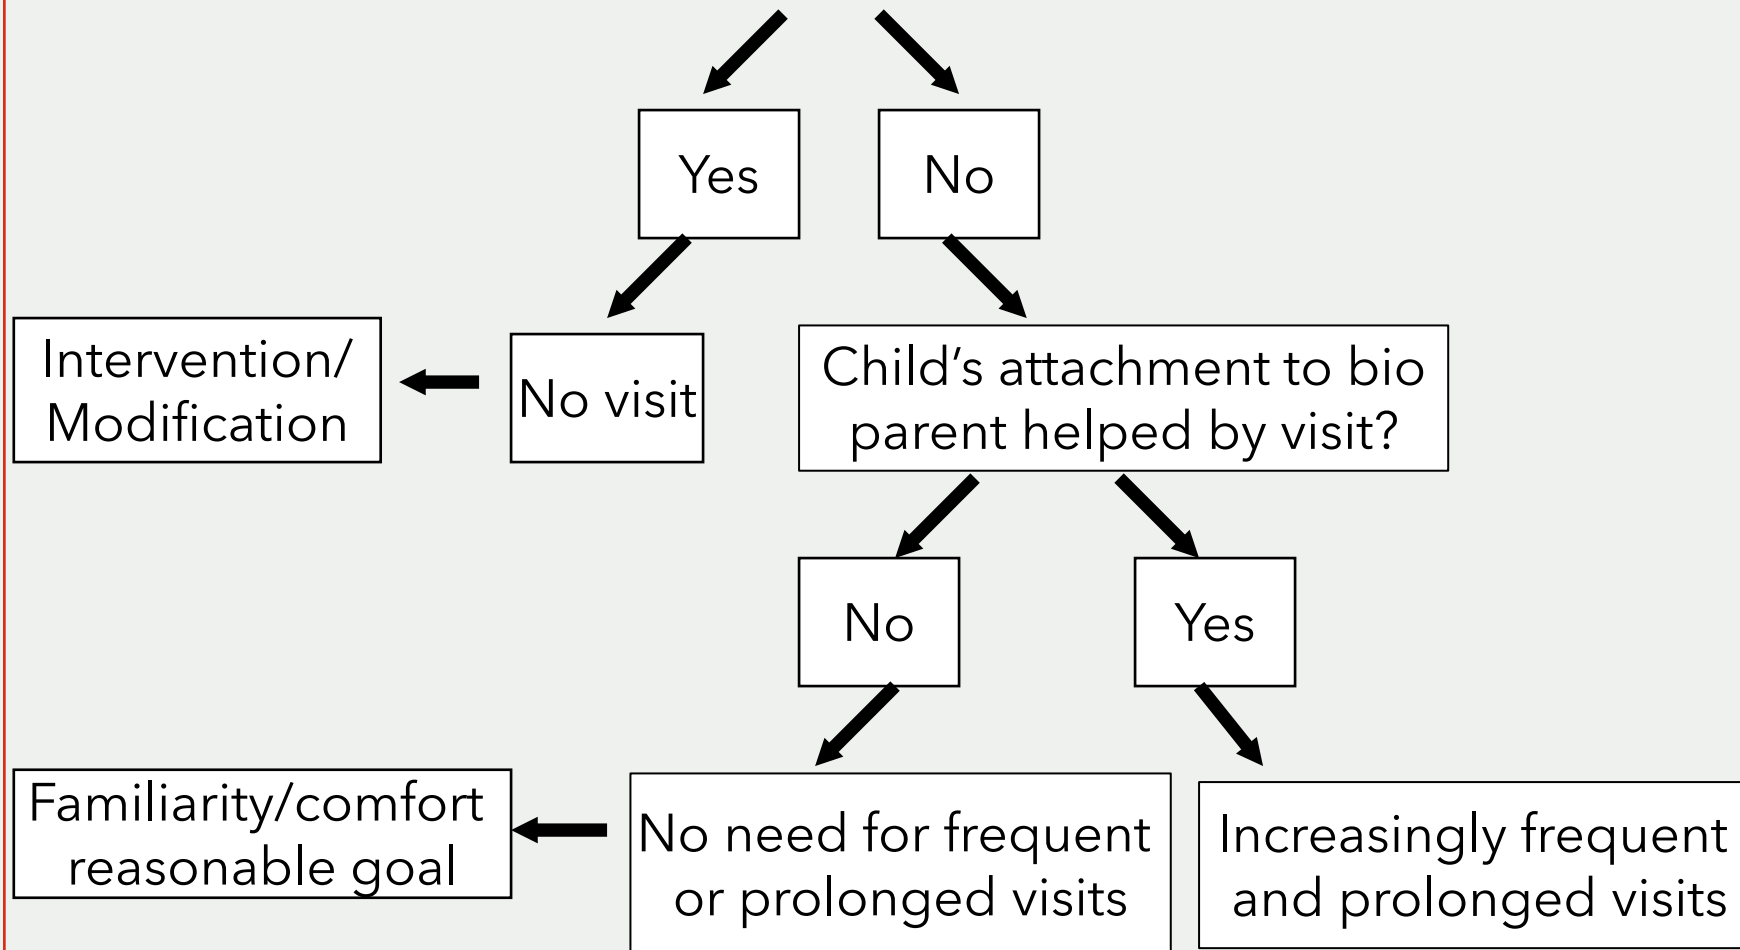 Yes
No
Intervention/
Modification
No visit
Child’s attachment to bio
parent helped by visit?
No
Yes
Familiarity/comfort
reasonable goal
No need for frequent
or prolonged visits
Increasingly frequent
and prolonged visits